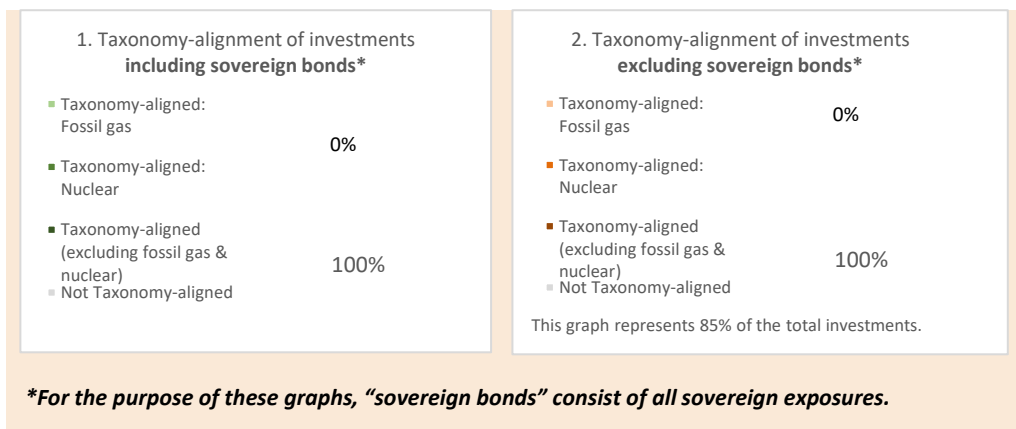 1. Taxonomy-alignment of investments
including sovereign bonds*
Taxonomy-aligned:
Fossil gas
0%
Taxonomy-aligned:
Nuclear
Taxonomy-aligned
(excluding fossil gas &
nuclear)
100%
Not Taxonomy-aligned
2. Taxonomy-alignment of investments
excluding sovereign bonds*
Taxonomy-aligned:
Fossil gas
0%
Taxonomy-aligned:
Nuclear
Taxonomy-aligned
(excluding fossil gas &
nuclear)
100%
Not Taxonomy-aligned
This graph represents 85% of the total investments.
*For the purpose of these graphs, “sovereign bonds” consist of all sovereign exposures.